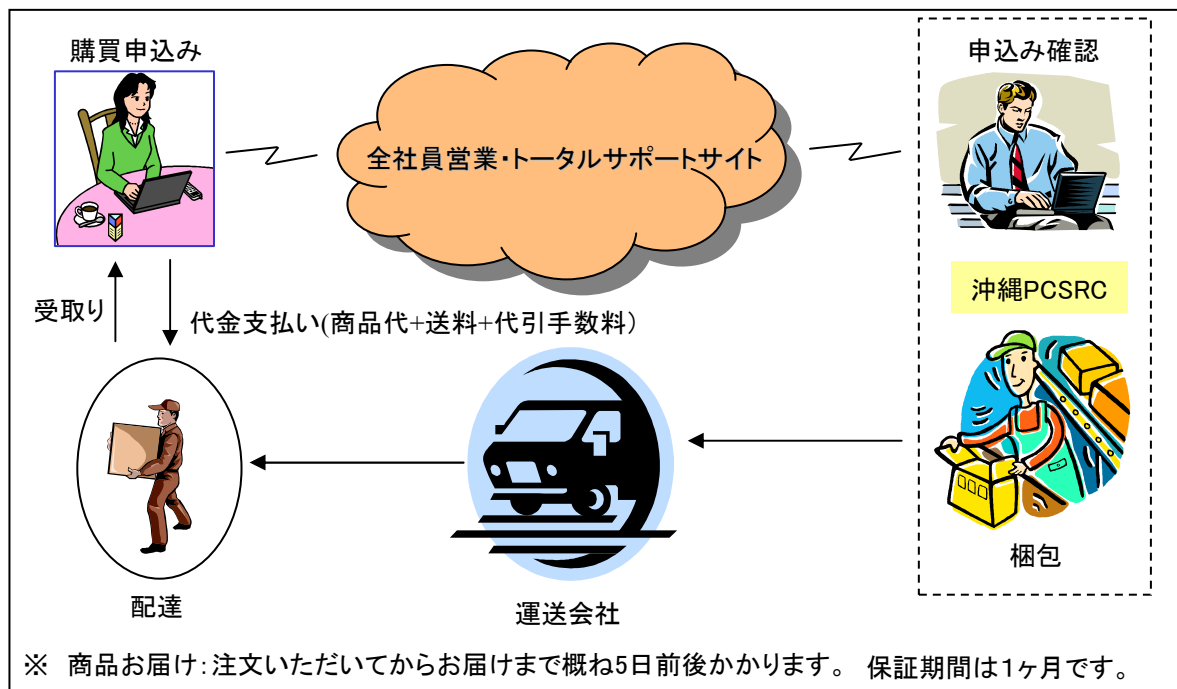 購買申込み
申込み確認
全社員営業・トータルサポートサイト
沖縄PCSRC
受取り
代金支払い(商品代+送料+代引手数料)
梱包
配達
運送会社
※ 商品お届け:注文いただいてからお届けまで概ね5日前後かかります。 保証期間は1ヶ月です。